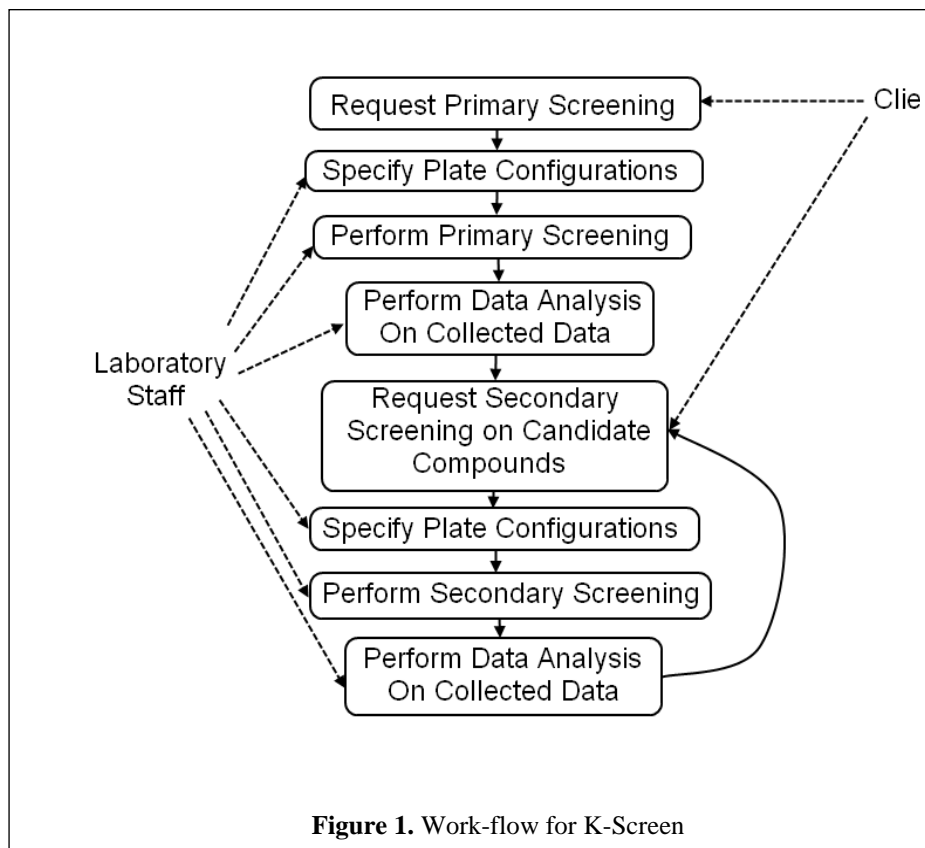 Request Primary Screening
Clie
Specify Plate Configurations
Perform Primary Screening
Perform Data Analysis
On Collected Data
Laboratory
Staff
Request Secondary
Screening on Candidate
Compounds
Specify Plate Configurations
Perform Secondary Screening
Perform Data Analysis
On Collected Data
Figure 1. Work-flow for K-Screen